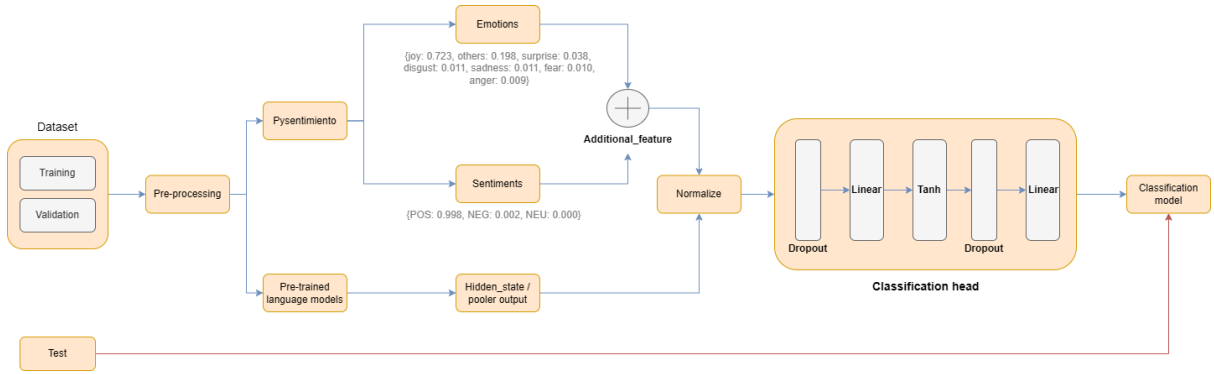 Dataset
Training
Validation
Pre-processing
Pysentimiento
Emotions
{joy: 0.723, others: 0.198, surprise: 0.038,
disgust: 0.011, sadness: 0.011, fear: 0.010,
anger: 0.009}
Additional_feature
Sentiments
{POS: 0.998, NEG: 0.002, NEU: 0.000}
Pre-trained
language models
Hidden_state /
pooler output
Normalize
Dropout
Linear
Tanh
Dropout
Linear
Classification head
Classification
model
Test